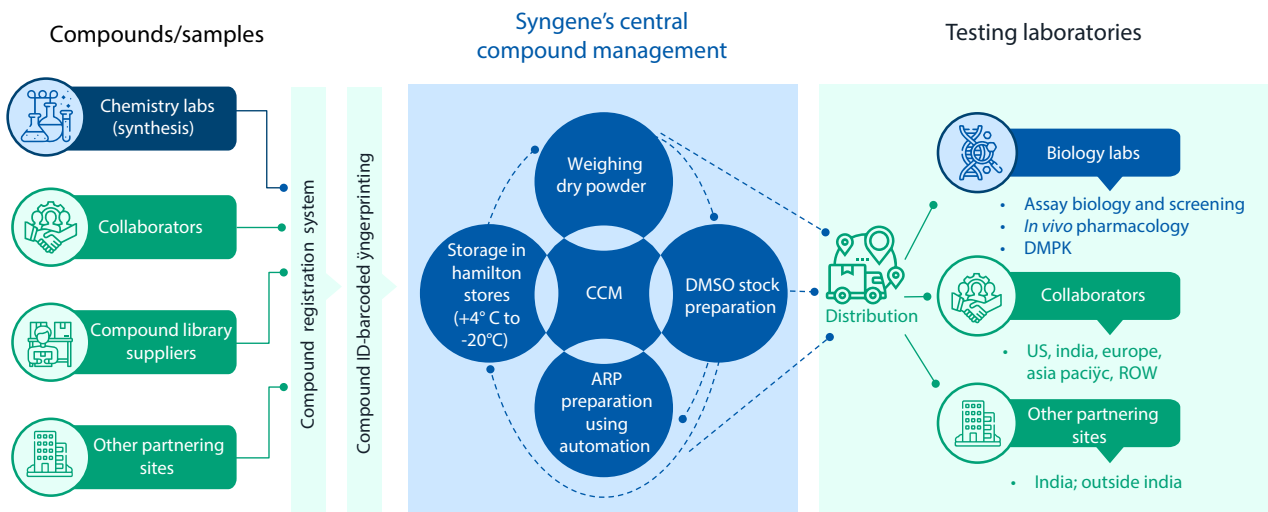 Compounds/samples
Chemistry labs
(synthesis)
Collaborators
Compound library
suppliers
Other partnering
sites
Compound registration system
Compound ID-barcoded ÿngerprinting
Syngene's central
compound management
Weighing
dry powder
Storage in
hamilton
stores
(+4° C to
-20°C)
CCM
DMSO stock
preparation
ARP
preparation
using
automation
Testing laboratories
Distribution
Biology labs
• Assay biology and screening
• In vivo pharmacology
• DMPK
Collaborators
• US, india, europe,
asia paciÿc, ROW
Other partnering
sites
• India; outside india